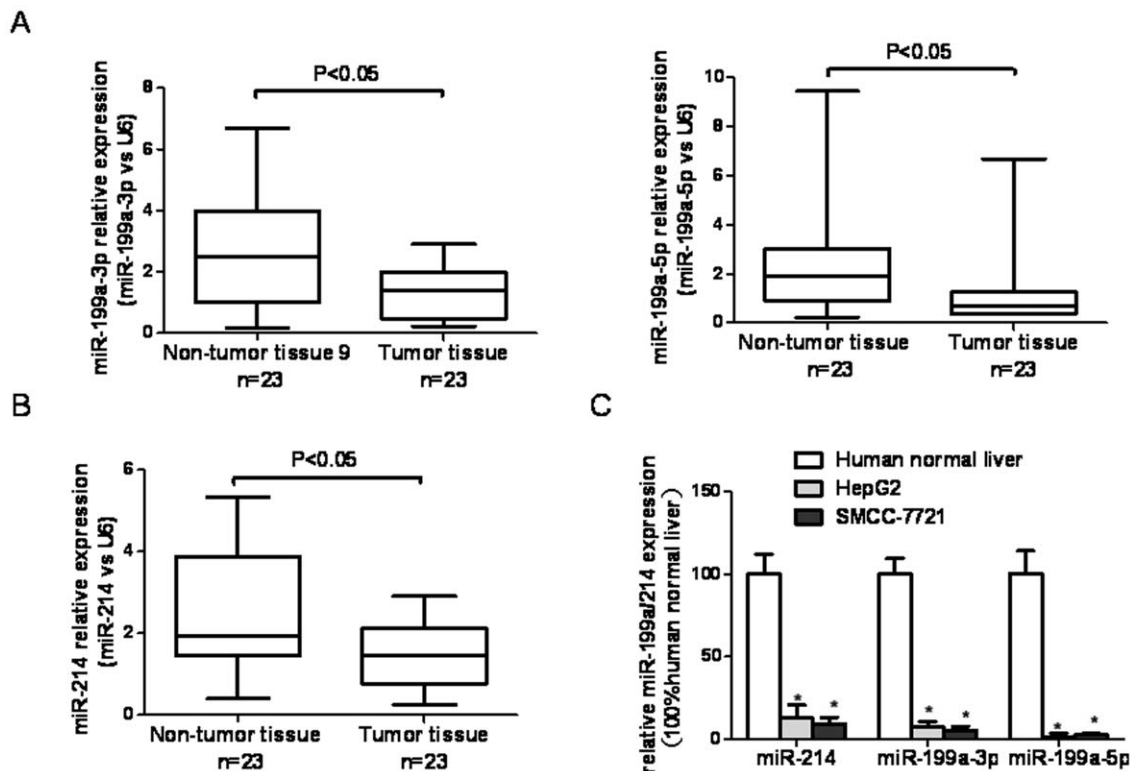 A
miR-199a-3p relative expression
(miR-199a-3p vs U6)
P<0.05
8
6
4
2
0
Non-tumor tissue 9
n=23
Tumor tissue
n=23
miR-199a-5p relative expression
(miR-199a-5p vs U6)
P<0.05
10
8
6
4
2
0
Non-tumor tissue
n=23
Tumor tissue
n=23
B
miR-214 relative expression
(miR-214 vs U6)
P<0.05
6
4
2
0
Non-tumor tissue
n=23
Tumor tissue
n=23
C
relative miR-199a/214 expression
(100%human normal liver)
Human normal liver
HepG2
SMCC-7721
150
100
50
0
* *
* *
* *
miR-214
miR-199a-3p
miR-199a-5p